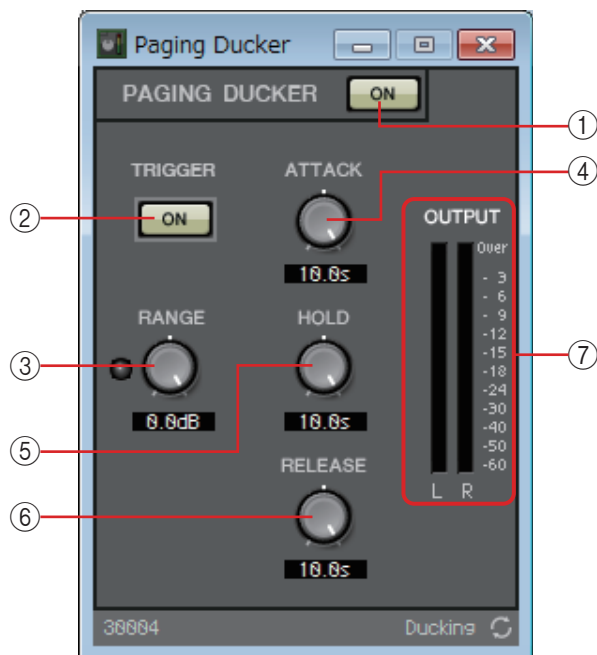 Paging Ducker
PAGING DUCKER ON
①
TRIGGER ATTACK
④
② ON
OUTPUT
10.0s
Over
- 3
- 6
- 9
-12
-15
-18
-24
-30
-40
-50
-60
L R
⑦
RANGE HOLD
③
0.0dB 10.0s
⑤
RELEASE
⑥
10.0s
30004 Ducking